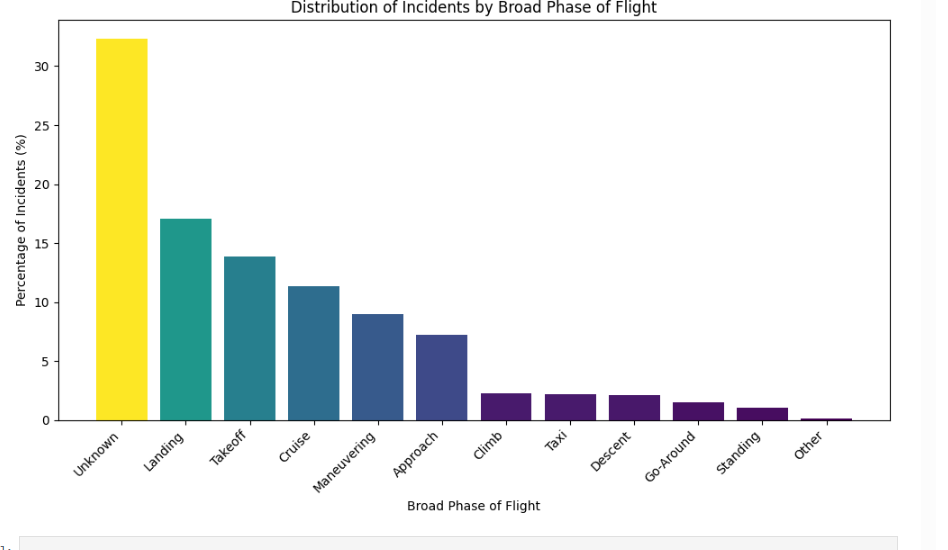 Distribution of Incidents by Broad Phase of Flight
Percentage of Incidents (%)
30
25
20
15
10
5
0
Unknown
Landing
Takeoff
Cruise
Maneuvering
Approach
Climb
Taxi
Descent
Go-Around
Standing
Other
Broad Phase of Flight